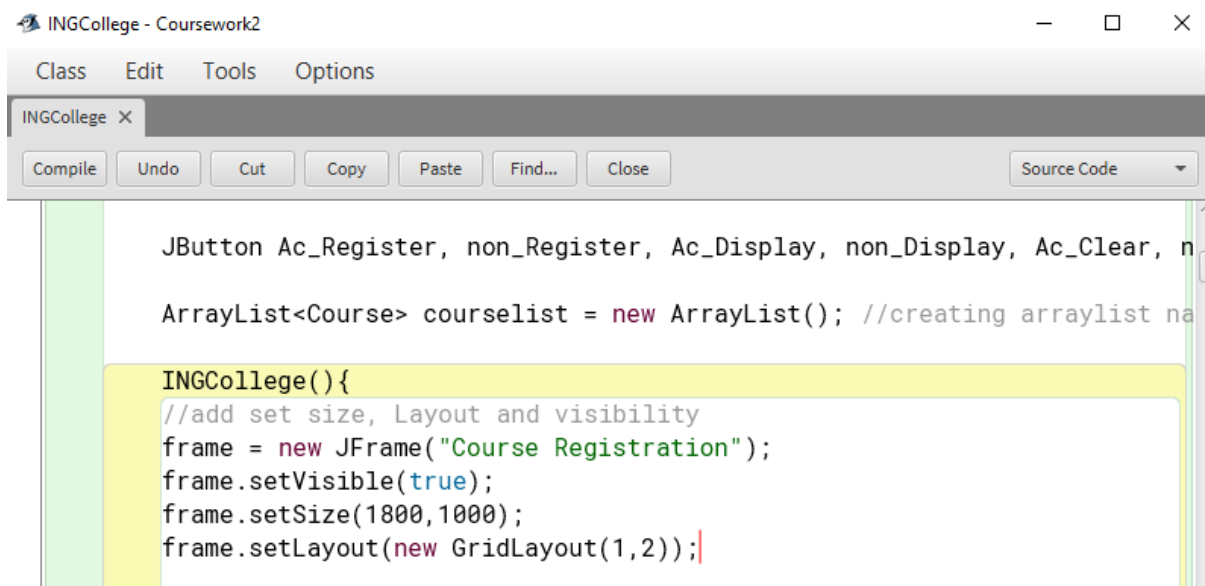 INGCollege - Coursework2
Class Edit Tools Options
INGCollege
Compile Undo Cut Copy Paste Find... Close Source Code
JButton Ac_Register, non_Register, Ac_Display, non_Display, Ac_Clear, n
ArrayList<Course> courselist = new ArrayList(); //creating arraylist na
INGCollege(){
//add set size, Layout and visibility
frame = new JFrame("Course Registration");
frame.setVisible(true);
frame.setSize(1800,1000);
frame.setLayout(new GridLayout(1,2));